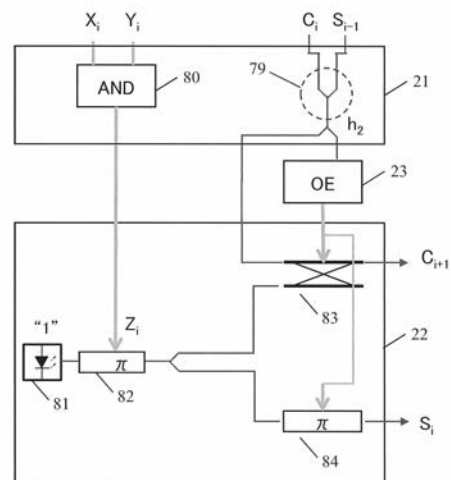 Xᵢ Yᵢ Cᵢ Sᵢ₋₁
AND 80 79 21
h₂
OE 23
Cᵢ₊₁
83
"1" Zᵢ 22
π
81 82
π Sᵢ
84